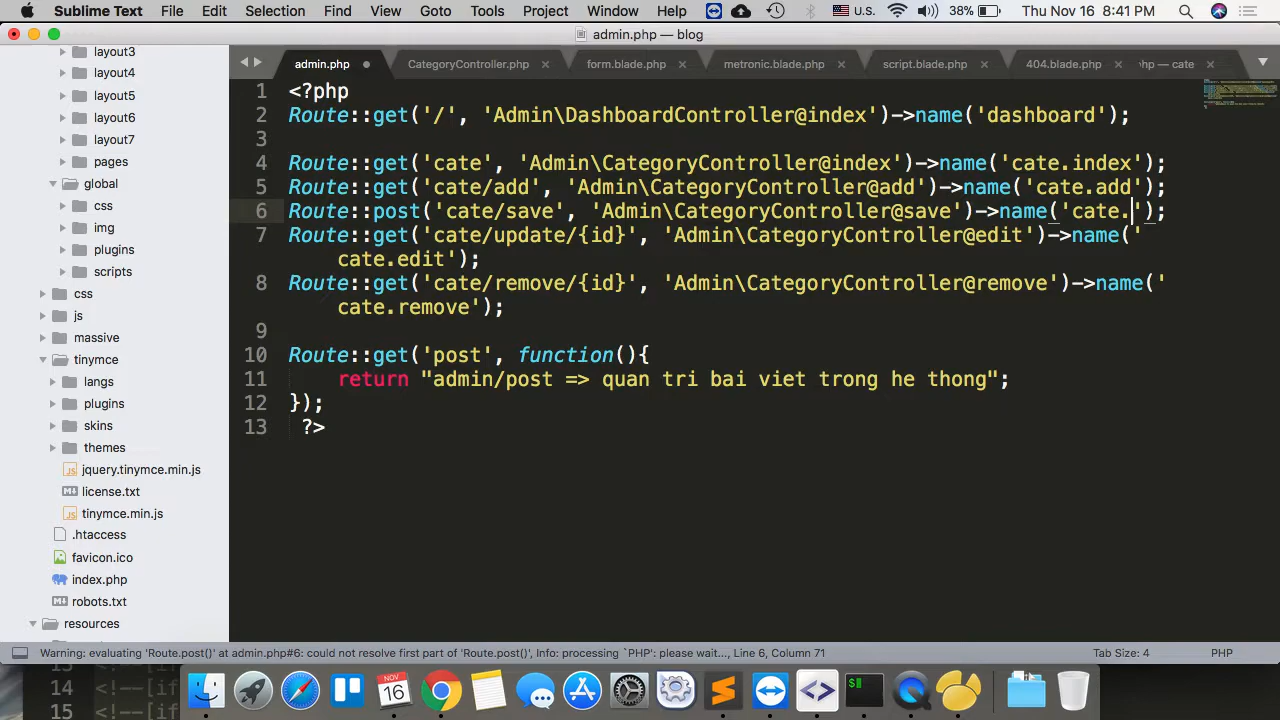 Sublime Text File Edit Selection Find View Goto Tools Project Window Help U.S. 38% Thu Nov 16 8:41 PM
admin.php — blog
layout3
layout4
layout5
layout6
layout7
pages
global
css
img
plugins
scripts
css
js
massive
tinymce
langs
plugins
skins
themes
jquery.tinymce.min.js
license.txt
tinymce.min.js
.htaccess
favicon.ico
index.php
robots.txt
resources
admin.php CategoryController.php form.blade.php metronic.blade.php script.blade.php 404.blade.php php — cate
1 <?php
2 Route::get('/', 'Admin\DashboardController@index')->name('dashboard');
3
4 Route::get('cate', 'Admin\CategoryController@index')->name('cate.index');
5 Route::get('cate/add', 'Admin\CategoryController@add')->name('cate.add');
6 Route::post('cate/save', 'Admin\CategoryController@save')->name('cate.');
7 Route::get('cate/update/{id}', 'Admin\CategoryController@edit')->name('
cate.edit');
8 Route::get('cate/remove/{id}', 'Admin\CategoryController@remove')->name('
cate.remove');
9
10 Route::get('post', function(){
11 return "admin/post => quan tri bai viet trong he thong";
12 });
13 ?>
Warning: evaluating 'Route.post()' at admin.php#6: could not resolve first part of 'Route.post()', Info: processing `PHP': please wait..., Line 6, Column 71 Tab Size: 4 PHP
14 <!--[if
15 <!--[if
NOV
16
$